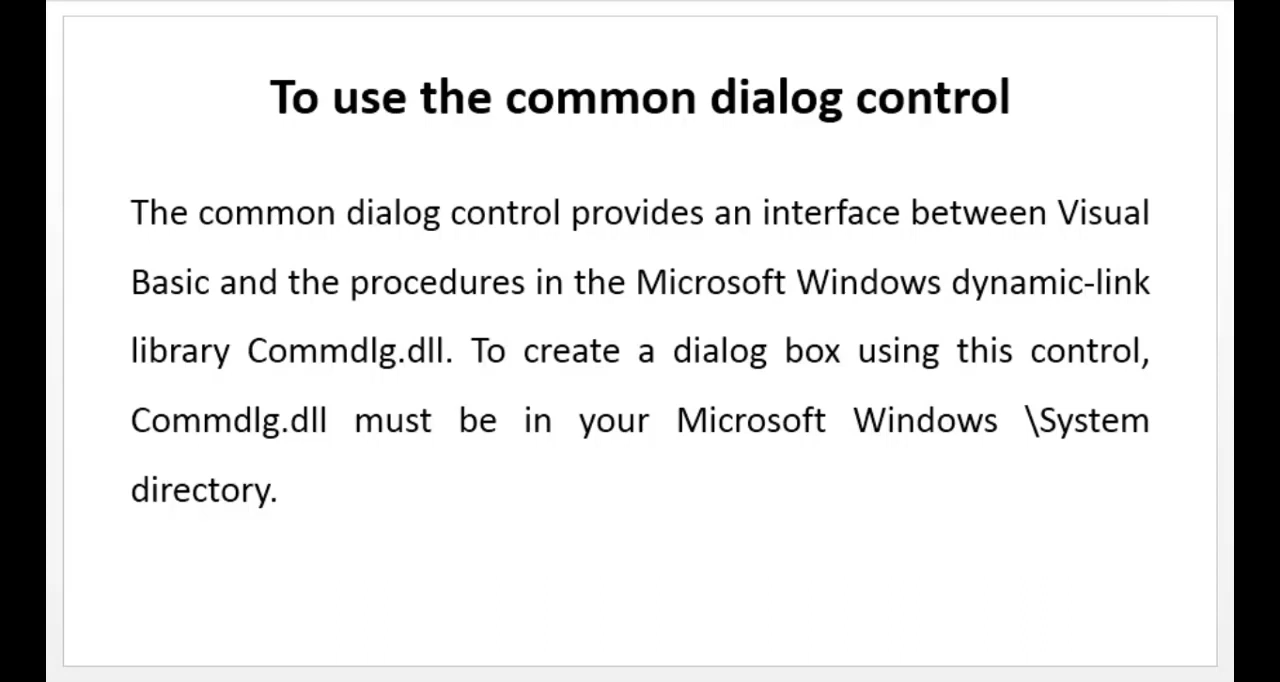 To use the common dialog control
The common dialog control provides an interface between Visual
Basic and the procedures in the Microsoft Windows dynamic-link
library Commdlg.dll. To create a dialog box using this control,
Commdlg.dll must be in your Microsoft Windows \System
directory.